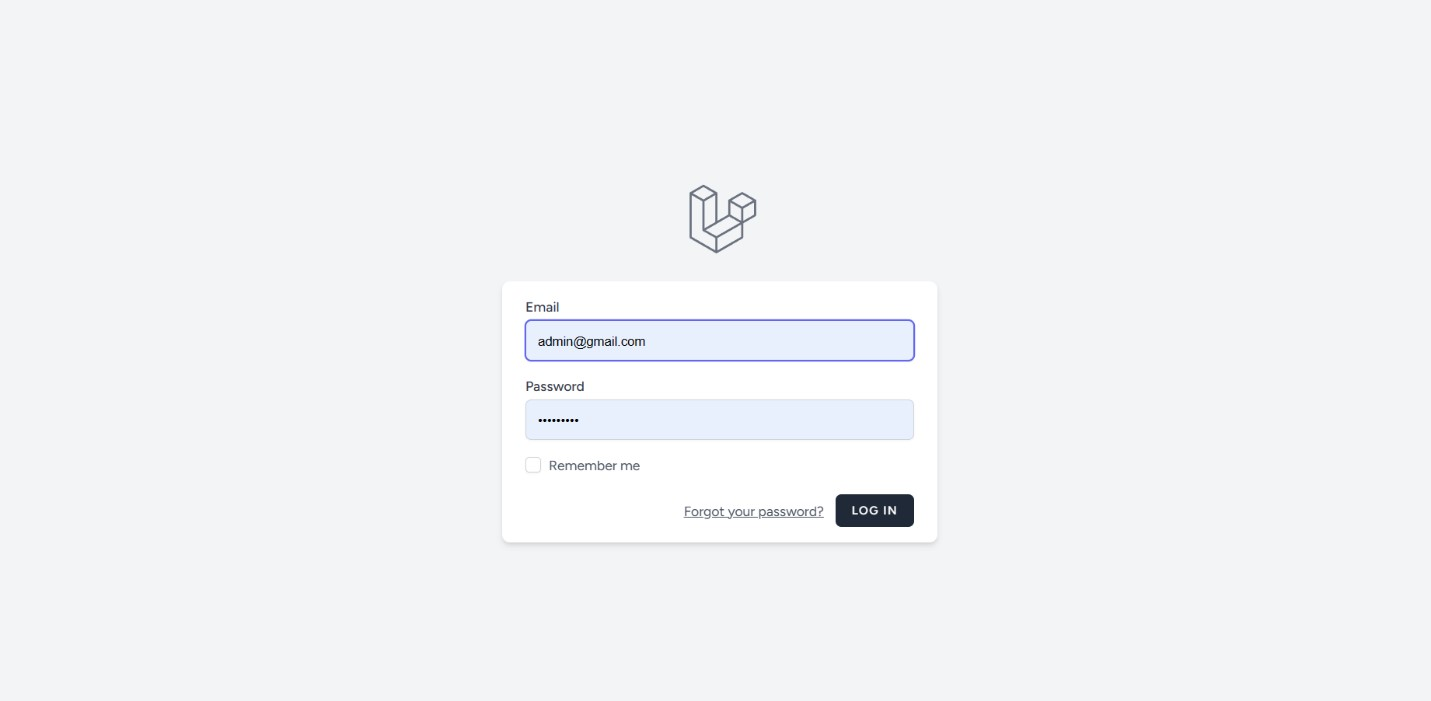 Email
admin@gmail.com
Password
•••••••••
Remember me
Forgot your password? LOG IN